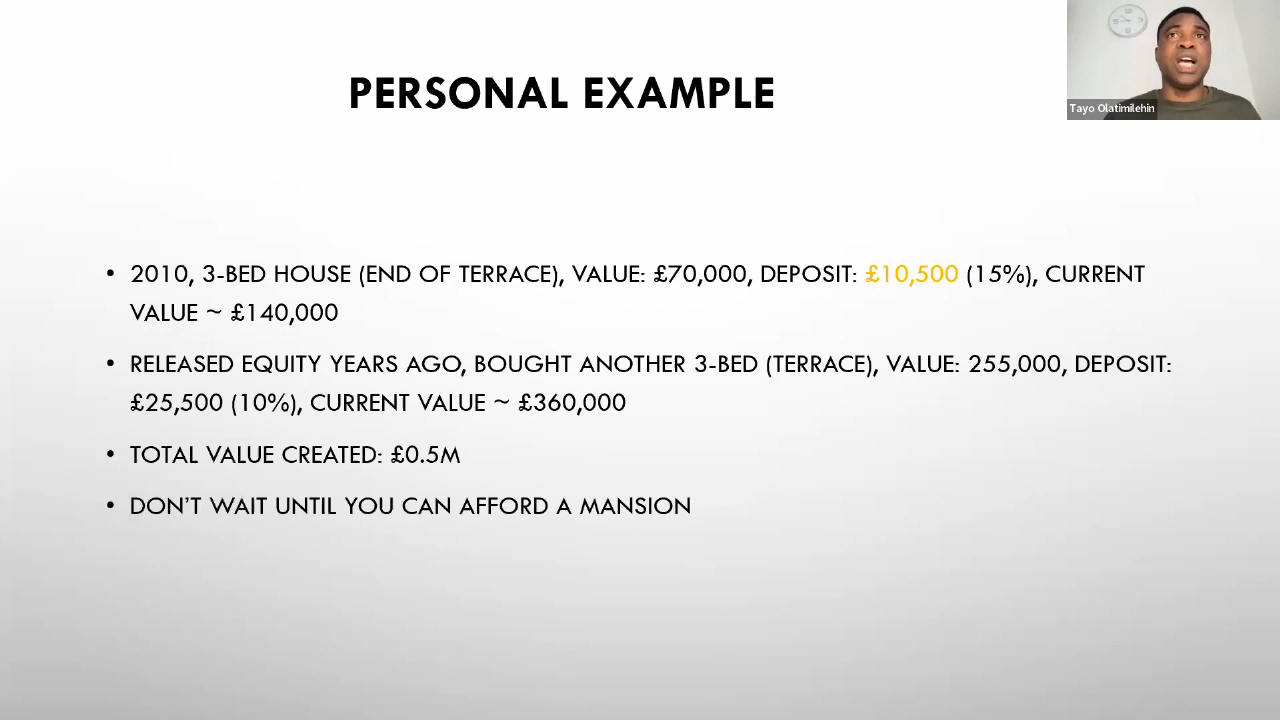 PERSONAL EXAMPLE
Tayo Olatimilehin
• 2010, 3-BED HOUSE (END OF TERRACE), VALUE: £70,000, DEPOSIT: £10,500 (15%), CURRENT
VALUE ~ £140,000
• RELEASED EQUITY YEARS AGO, BOUGHT ANOTHER 3-BED (TERRACE), VALUE: 255,000, DEPOSIT:
£25,500 (10%), CURRENT VALUE ~ £360,000
• TOTAL VALUE CREATED: £0.5M
• DON'T WAIT UNTIL YOU CAN AFFORD A MANSION